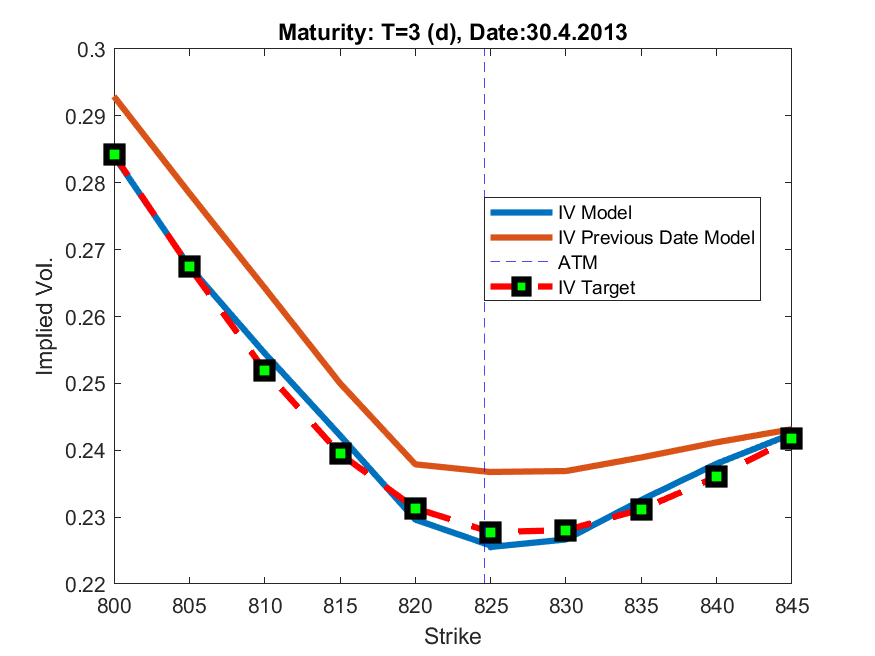 Maturity: T=3 (d), Date:30.4.2013
0.3
0.29
0.28
0.27
0.26
0.25
0.24
0.23
0.22
Implied Vol.
IV Model
IV Previous Date Model
ATM
IV Target
800 805 810 815 820 825 830 835 840 845
Strike